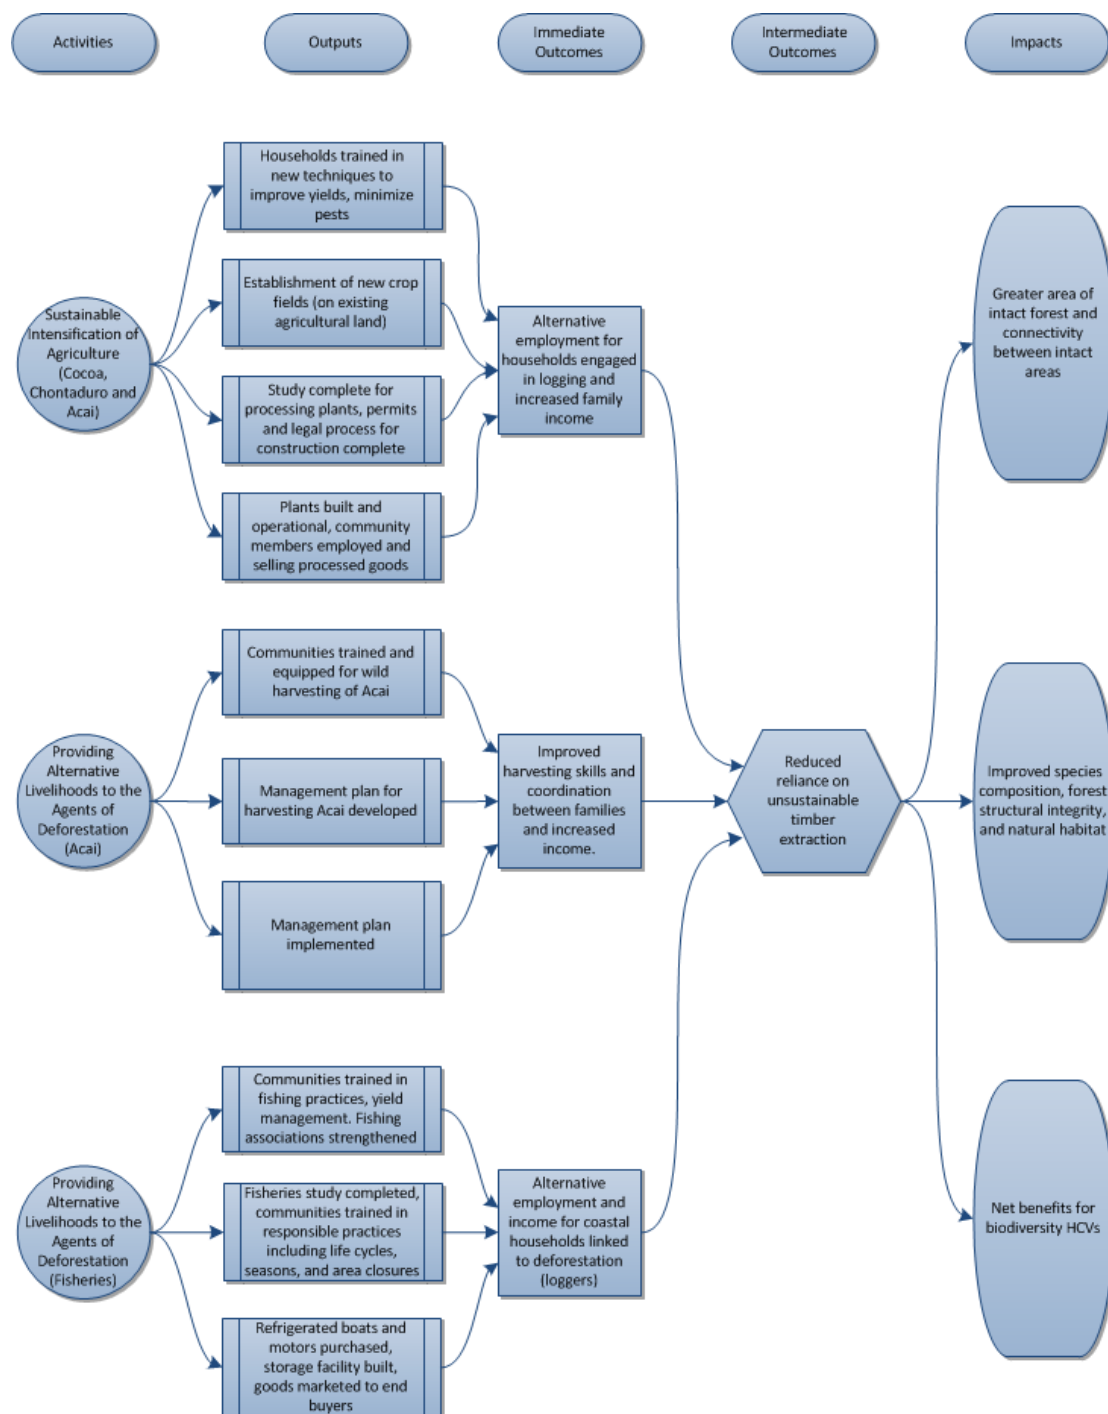 Activities
Outputs
Immediate
Outcomes
Intermediate
Outcomes
Impacts
Sustainable
Intensification of
Agriculture
(Cocoa,
Chontaduro and
Acai)
Households trained in
new techniques to
improve yields, minimize
pests
Establishment of new crop
fields (on existing
agricultural land)
Study complete for
processing plants, permits
and legal process for
construction complete
Plants built and
operational, community
members employed and
selling processed goods
Alternative
employment for
households engaged
in logging and
increased family
income
Providing
Alternative
Livelihoods to the
Agents of
Deforestation
(Acai)
Communities trained and
equipped for wild
harvesting of Acai
Management plan for
harvesting Acai developed
Management plan
implemented
Improved
harvesting skills and
coordination
between families
and increased
income.
Providing
Alternative
Livelihoods to the
Agents of
Deforestation
(Fisheries)
Communities trained in
fishing practices, yield
management. Fishing
associations strengthened
Fisheries study completed,
communities trained in
responsible practices
including life cycles,
seasons, and area closures
Refrigerated boats and
motors purchased,
storage facility built,
goods marketed to end
buyers
Alternative
employment and
income for coastal
households linked
to deforestation
(loggers)
Reduced
reliance on
unsustainable
timber
extraction
Greater area of
intact forest and
connectivity
between intact
areas
Improved species
composition, forest
structural integrity,
and natural habitat
Net benefits for
biodiversity HCVs